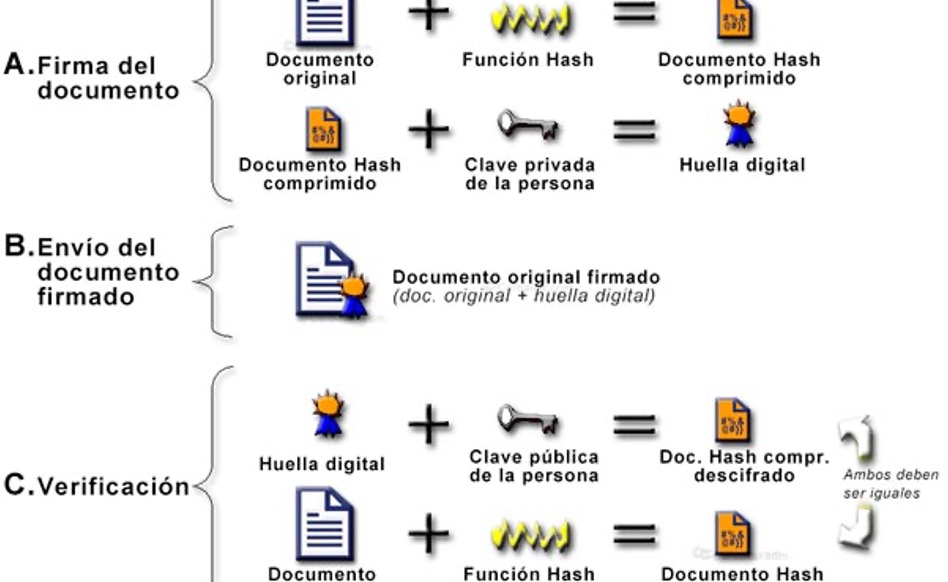 A. Firma del
documento
Documento
original
Función Hash
Documento Hash
comprimido
#%&
@#}}
#%&
@#}}
Documento Hash
comprimido
Clave privada
de la persona
Huella digital
B. Envío del
documento
firmado
Documento original firmado
(doc. original + huella digital)
C. Verificación
Huella digital
Clave pública
de la persona
Doc. Hash compr.
descifrado
#%&
@#}}
Ambos deben
ser iguales
#%&
@#}}
Documento
Función Hash
Documento Hash